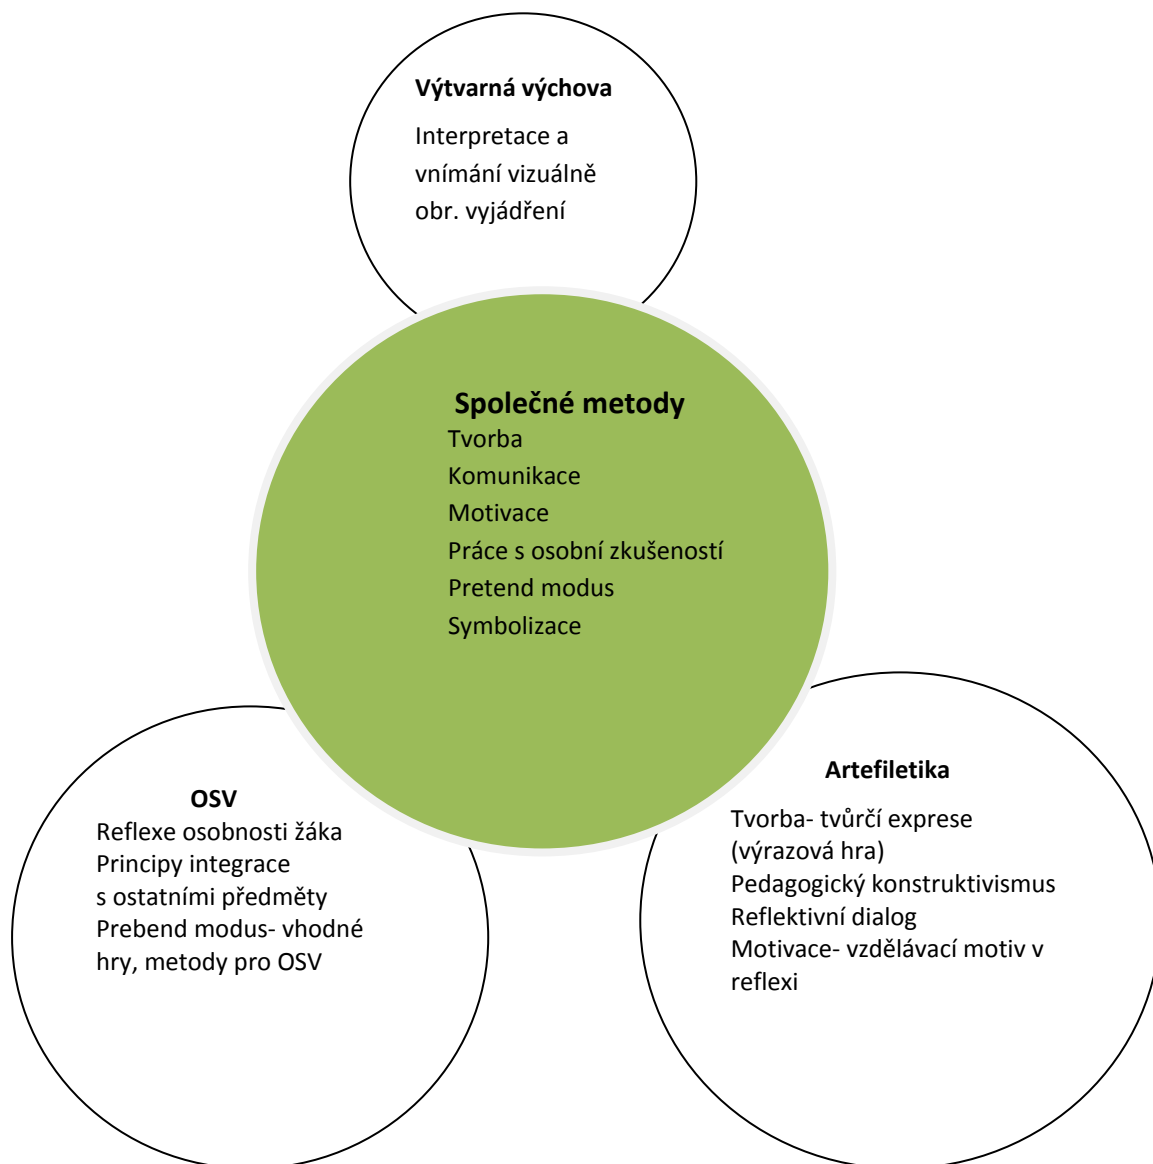 Výtvarná výchova
Interpretace a
vnímání vizuálně
obr. vyjádření
Společné metody
Tvorba
Komunikace
Motivace
Práce s osobní zkušeností
Pretend modus
Symbolizace
OSV
Reflexe osobnosti žáka
Principy integrace
s ostatními předměty
Prebend modus- vhodné
hry, metody pro OSV
Artefiletika
Tvorba- tvůrčí exprese
(výrazová hra)
Pedagogický konstruktivismus
Reflektivní dialog
Motivace- vzdělávací motiv v
reflexi